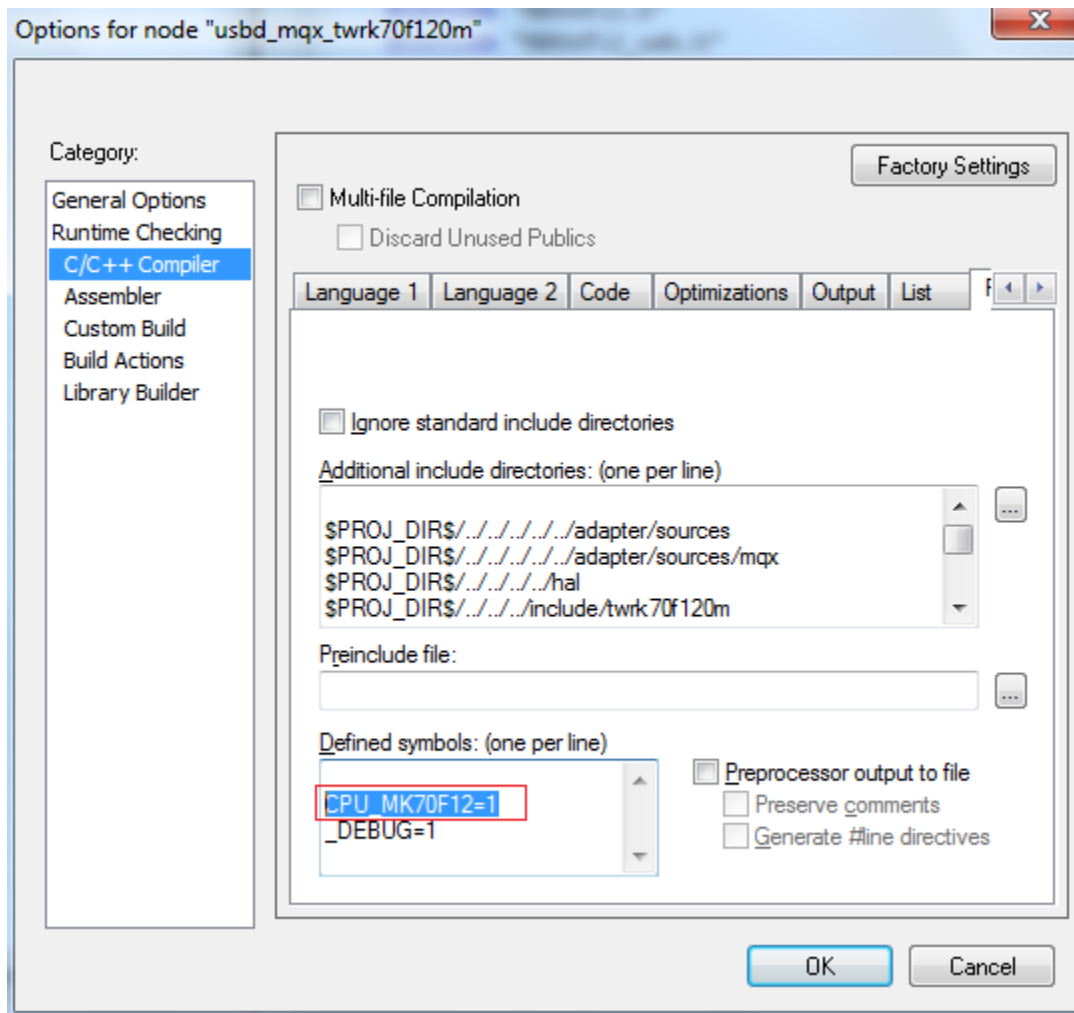 Options for node "usbd_mqx_twrk70f120m"
Category:
General Options
Runtime Checking
C/C++ Compiler
Assembler
Custom Build
Build Actions
Library Builder
Factory Settings
Multi-file Compilation
Discard Unused Publics
Language 1 Language 2 Code Optimizations Output List
Ignore standard include directories
Additional include directories: (one per line)
$PROJ_DIR$/../../../../../../adapter/sources
$PROJ_DIR$/../../../../../../adapter/sources/mqx
$PROJ_DIR$/../../../../../hal
$PROJ_DIR$/../../../../include/twrk70f120m
...
Preinclude file:
...
Defined symbols: (one per line)
CPU_MK70F12=1
_DEBUG=1
Preprocessor output to file
Preserve comments
Generate #line directives
OK Cancel